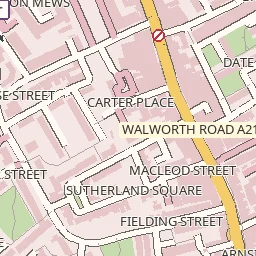 ON MEWS
DATE
SE STREET
CARTER PLACE
WALWORTH ROAD A21
MACLEOD STREET
STREET
SUTHERLAND SQUARE
FIELDING STREET
ARNS